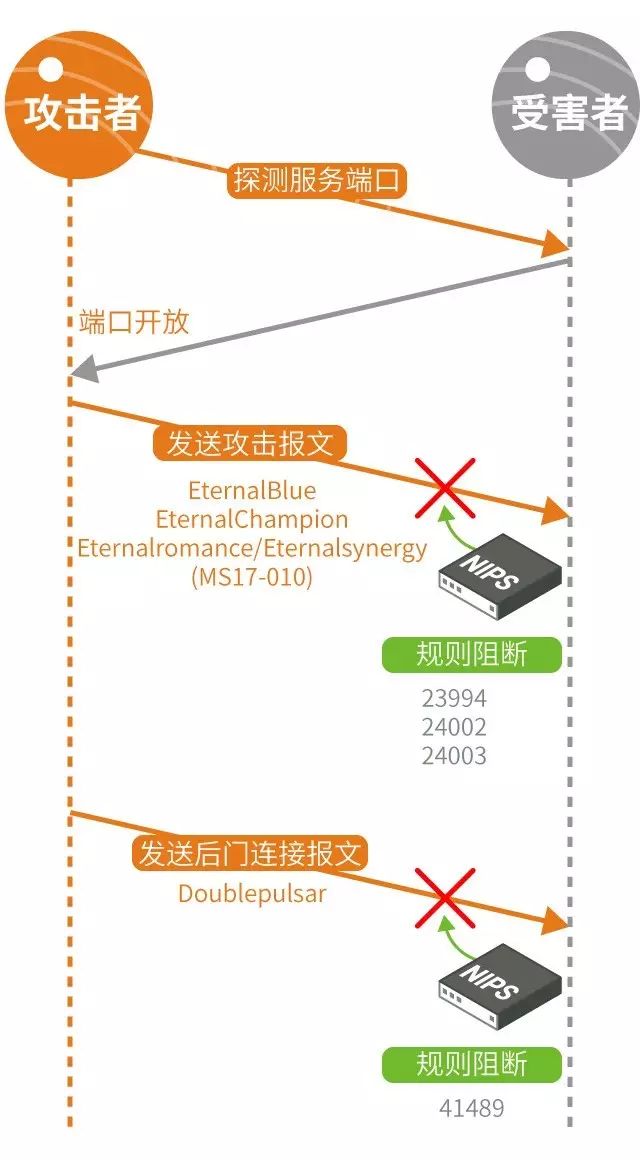 攻击者
受害者
探测服务端口
端口开放
发送攻击报文
EternalBlue
EternalChampion
Eternalromance/Eternalsynergy
(MS17-010)
NIPS
规则阻断
23994
24002
24003
发送后门连接报文
Doublepulsar
NIPS
规则阻断
41489